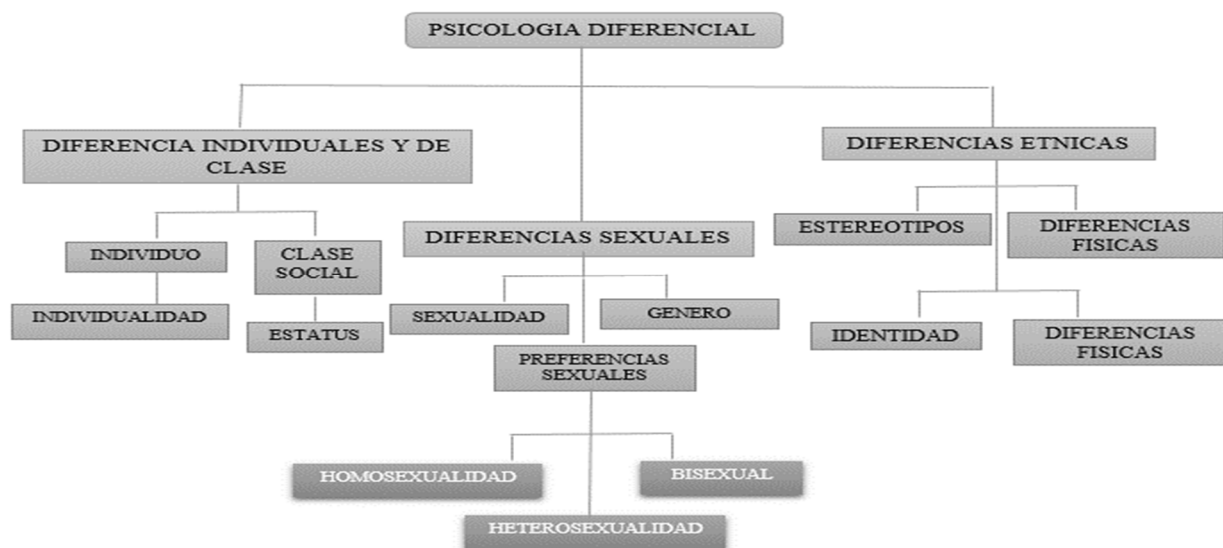 PSICOLOGIA DIFERENCIAL
DIFERENCIA INDIVIDUALES Y DE
CLASE
DIFERENCIAS ETNICAS
INDIVIDUO
CLASE
SOCIAL
DIFERENCIAS SEXUALES
ESTEREOTIPOS
DIFERENCIAS
FISICAS
INDIVIDUALIDAD
ESTATUS
SEXUALIDAD
GENERO
IDENTIDAD
DIFERENCIAS
FISICAS
PREFERENCIAS
SEXUALES
HOMOSEXUALIDAD
BISEXUAL
HETEROSEXUALIDAD